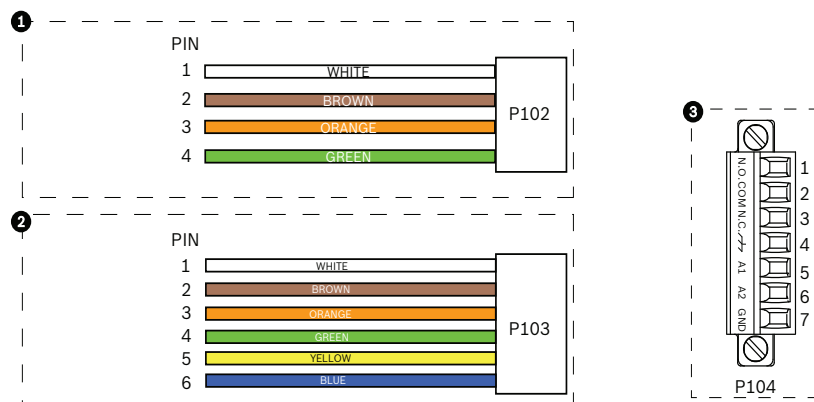 1
PIN
1 WHITE
2 BROWN
3 ORANGE
4 GREEN
P102
2
PIN
1 WHITE
2 BROWN
3 ORANGE
4 GREEN
5 YELLOW
6 BLUE
P103
3
N.O. 1
COM 2
N.C. 3
4
A1 5
A2 6
GND 7
P104